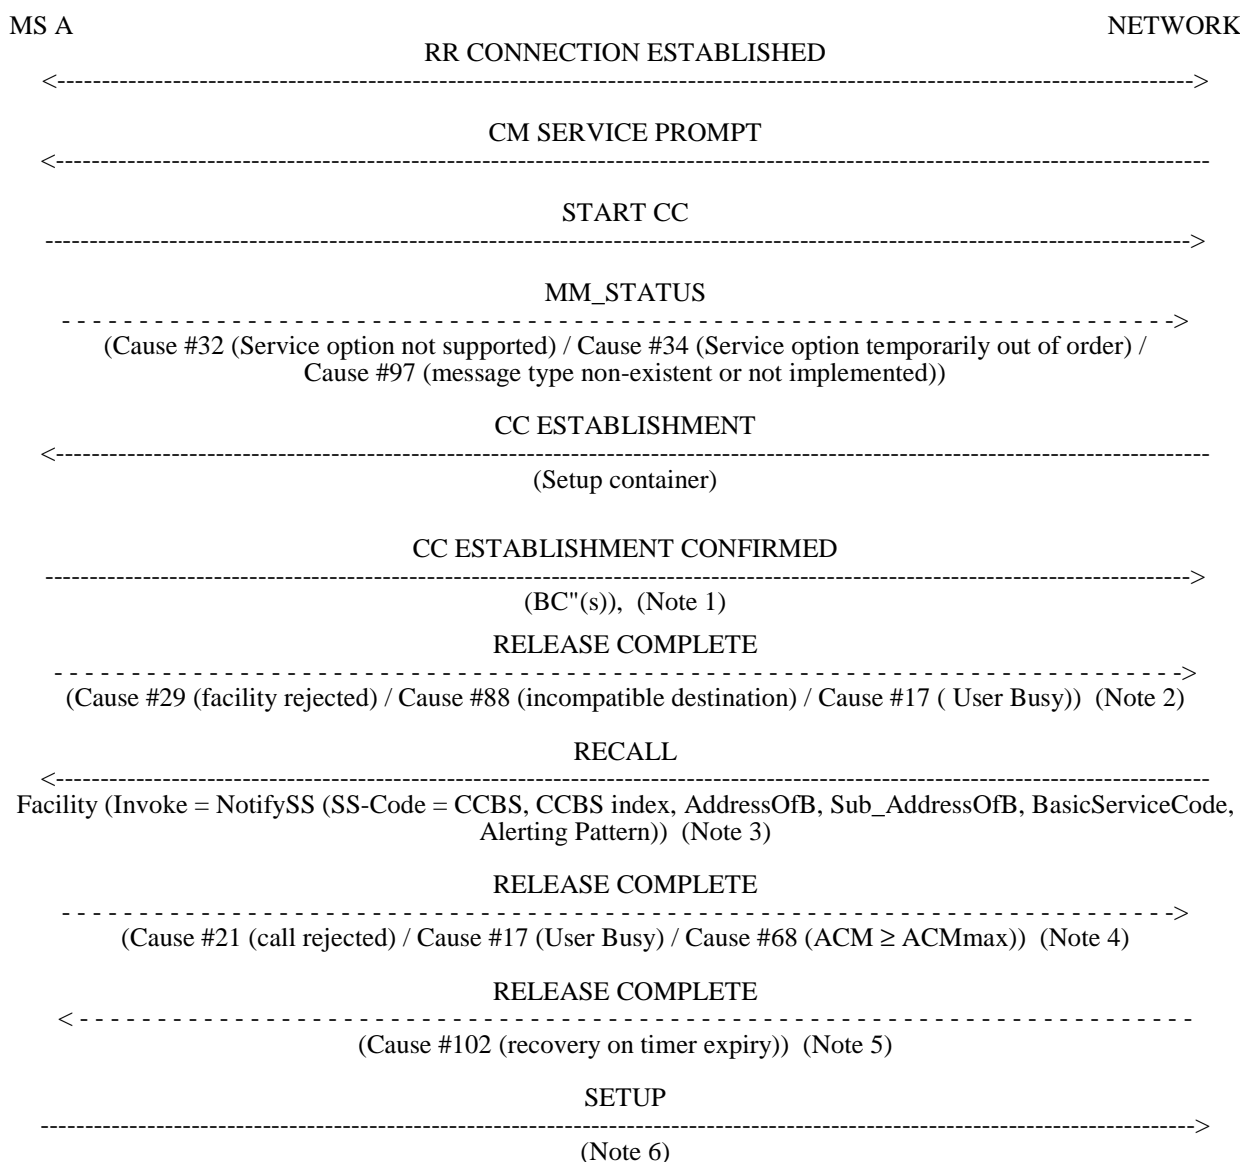 MS A NETWORK
RR CONNECTION ESTABLISHED
<------------------------------------------------------------------------------------------------------------------------------->
CM SERVICE PROMPT
<---------------------------------------------------------------------------------------------------------------------------------
START CC
--------------------------------------------------------------------------------------------------------------------------------->
MM_STATUS
- - - - - - - - - - - - - - - - - - - - - - - - - - - - - - - - - - - - - - - - - - - - - - - - - - - - - - - - - - - - - - - - - - - - - - - ->
(Cause #32 (Service option not supported) / Cause #34 (Service option temporarily out of order) /
Cause #97 (message type non-existent or not implemented))
CC ESTABLISHMENT
<---------------------------------------------------------------------------------------------------------------------------------
(Setup container)
CC ESTABLISHMENT CONFIRMED
--------------------------------------------------------------------------------------------------------------------------------->
(BC"(s)), (Note 1)
RELEASE COMPLETE
- - - - - - - - - - - - - - - - - - - - - - - - - - - - - - - - - - - - - - - - - - - - - - - - - - - - - - - - - - - - - - - - - - - - - - - ->
(Cause #29 (facility rejected) / Cause #88 (incompatible destination) / Cause #17 ( User Busy)) (Note 2)
RECALL
<---------------------------------------------------------------------------------------------------------------------------------
Facility (Invoke = NotifySS (SS-Code = CCBS, CCBS index, AddressOfB, Sub_AddressOfB, BasicServiceCode,
Alerting Pattern)) (Note 3)
RELEASE COMPLETE
- - - - - - - - - - - - - - - - - - - - - - - - - - - - - - - - - - - - - - - - - - - - - - - - - - - - - - - - - - - - - - - - - - - - - - - ->
(Cause #21 (call rejected) / Cause #17 (User Busy) / Cause #68 (ACM ≥ ACMmax)) (Note 4)
RELEASE COMPLETE
< - - - - - - - - - - - - - - - - - - - - - - - - - - - - - - - - - - - - - - - - - - - - - - - - - - - - - - - - - - - - - - - - - - - - - - -
(Cause #102 (recovery on timer expiry)) (Note 5)
SETUP
--------------------------------------------------------------------------------------------------------------------------------->
(Note 6)